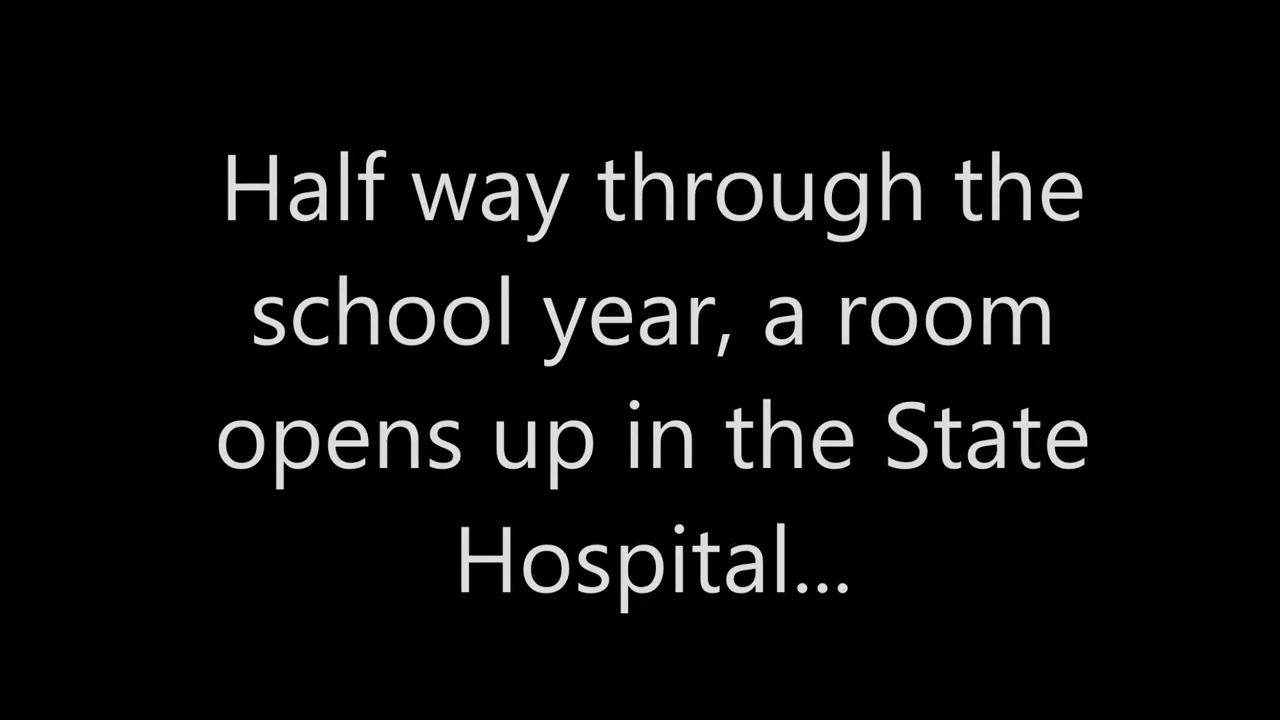 Half way through the
school year, a room
opens up in the State
Hospital...